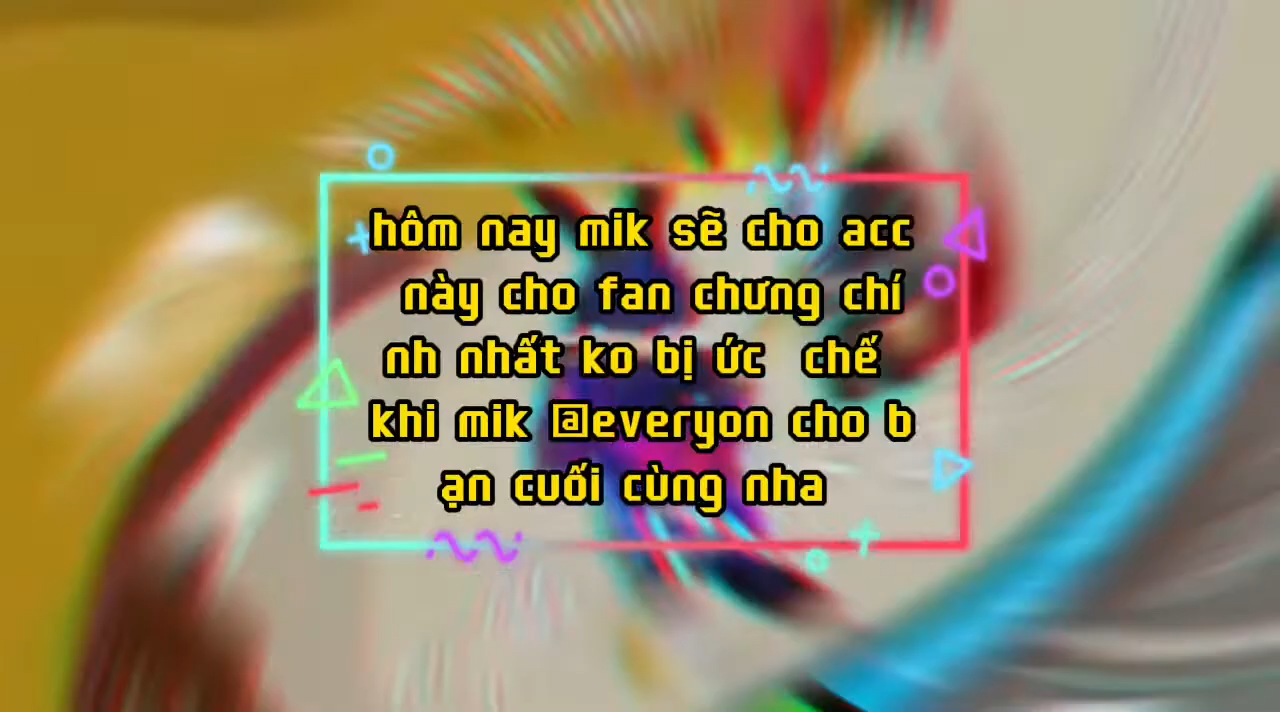 hôm nay mik sẽ cho acc
này cho fan chưng chí
nh nhất ko bị ức chế
khi mik @everyon cho b
ạn cuối cùng nha